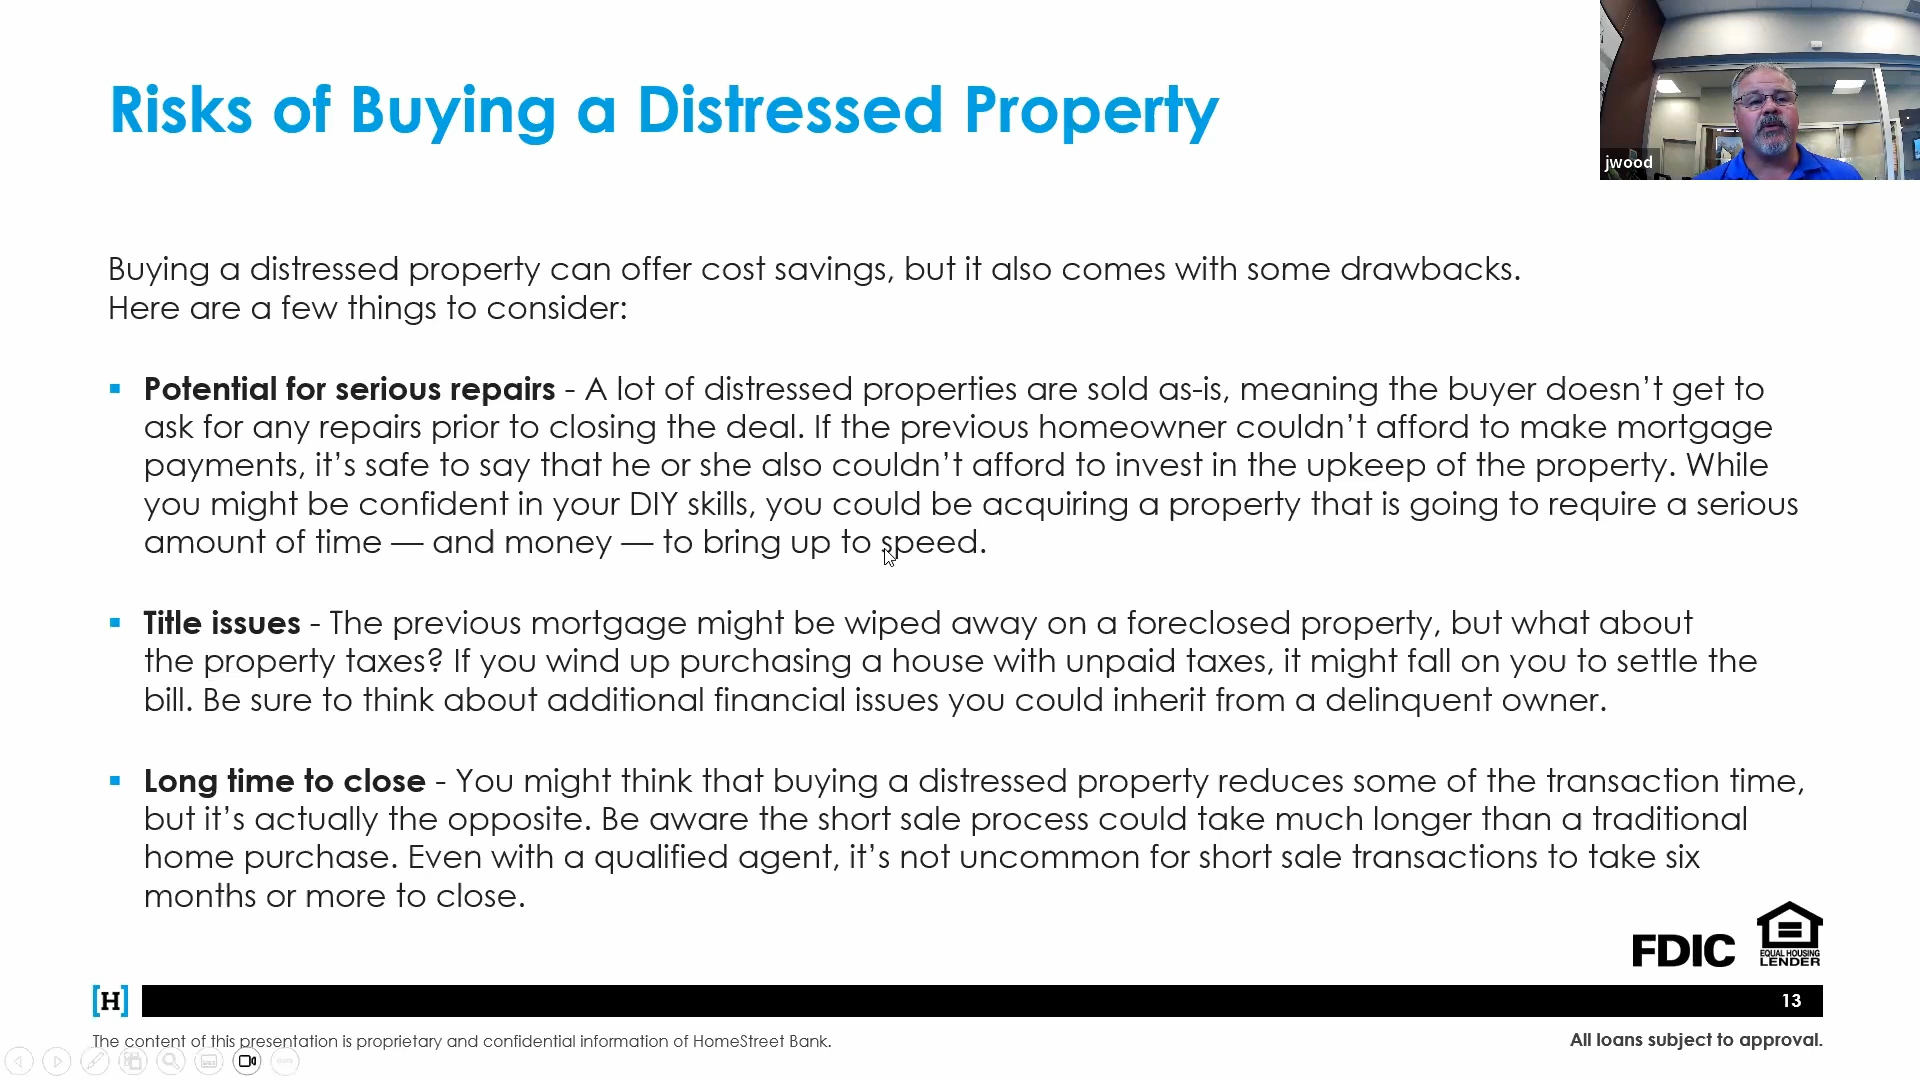 Risks of Buying a Distressed Property
jwood
Buying a distressed property can offer cost savings, but it also comes with some drawbacks.
Here are a few things to consider:
▪ Potential for serious repairs - A lot of distressed properties are sold as-is, meaning the buyer doesn’t get to
ask for any repairs prior to closing the deal. If the previous homeowner couldn’t afford to make mortgage
payments, it’s safe to say that he or she also couldn’t afford to invest in the upkeep of the property. While
you might be confident in your DIY skills, you could be acquiring a property that is going to require a serious
amount of time — and money — to bring up to speed.
▪ Title issues - The previous mortgage might be wiped away on a foreclosed property, but what about
the property taxes? If you wind up purchasing a house with unpaid taxes, it might fall on you to settle the
bill. Be sure to think about additional financial issues you could inherit from a delinquent owner.
▪ Long time to close - You might think that buying a distressed property reduces some of the transaction time,
but it’s actually the opposite. Be aware the short sale process could take much longer than a traditional
home purchase. Even with a qualified agent, it’s not uncommon for short sale transactions to take six
months or more to close.
FDIC
EQUAL HOUSING
LENDER
[H]
13
The content of this presentation is proprietary and confidential information of HomeStreet Bank.
All loans subject to approval.